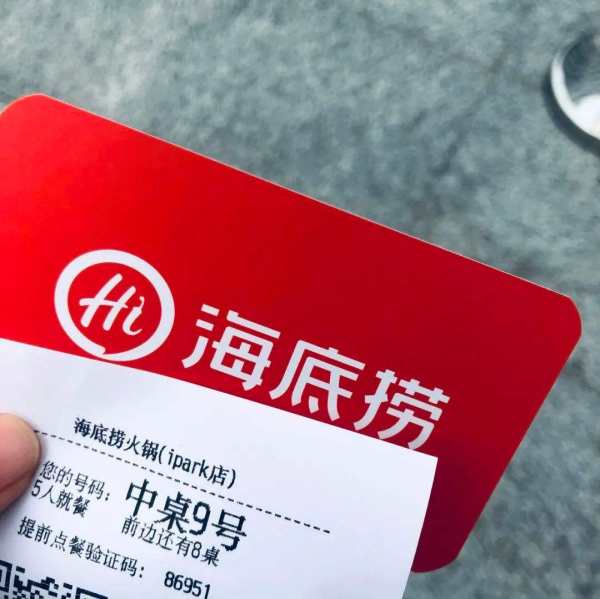 Hi 海底捞
海底捞火锅(ipark店)
您的号码: 中桌9号
5人就餐 前边还有8桌
提前点餐验证码: 86951